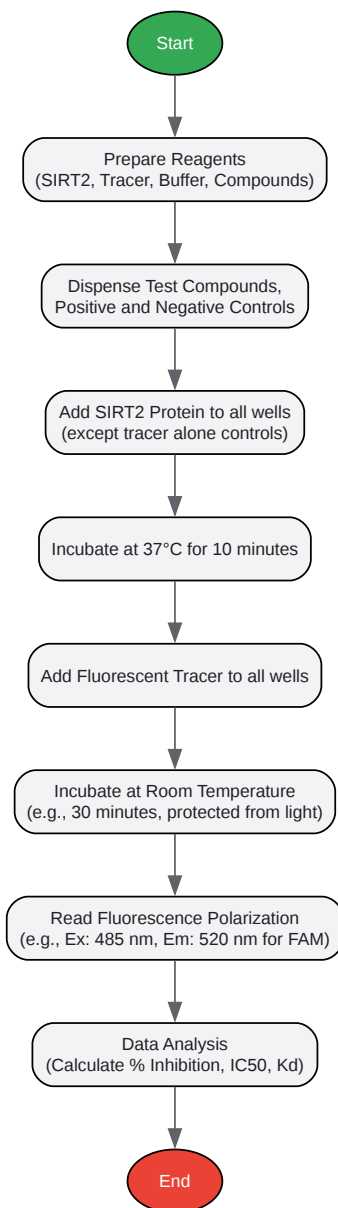 Start
Prepare Reagents
(SIRT2, Tracer, Buffer, Compounds)
Dispense Test Compounds,
Positive and Negative Controls
Add SIRT2 Protein to all wells
(except tracer alone controls)
Incubate at 37°C for 10 minutes
Add Fluorescent Tracer to all wells
Incubate at Room Temperature
(e.g., 30 minutes, protected from light)
Read Fluorescence Polarization
(e.g., Ex: 485 nm, Em: 520 nm for FAM)
Data Analysis
(Calculate % Inhibition, IC50, Kd)
End